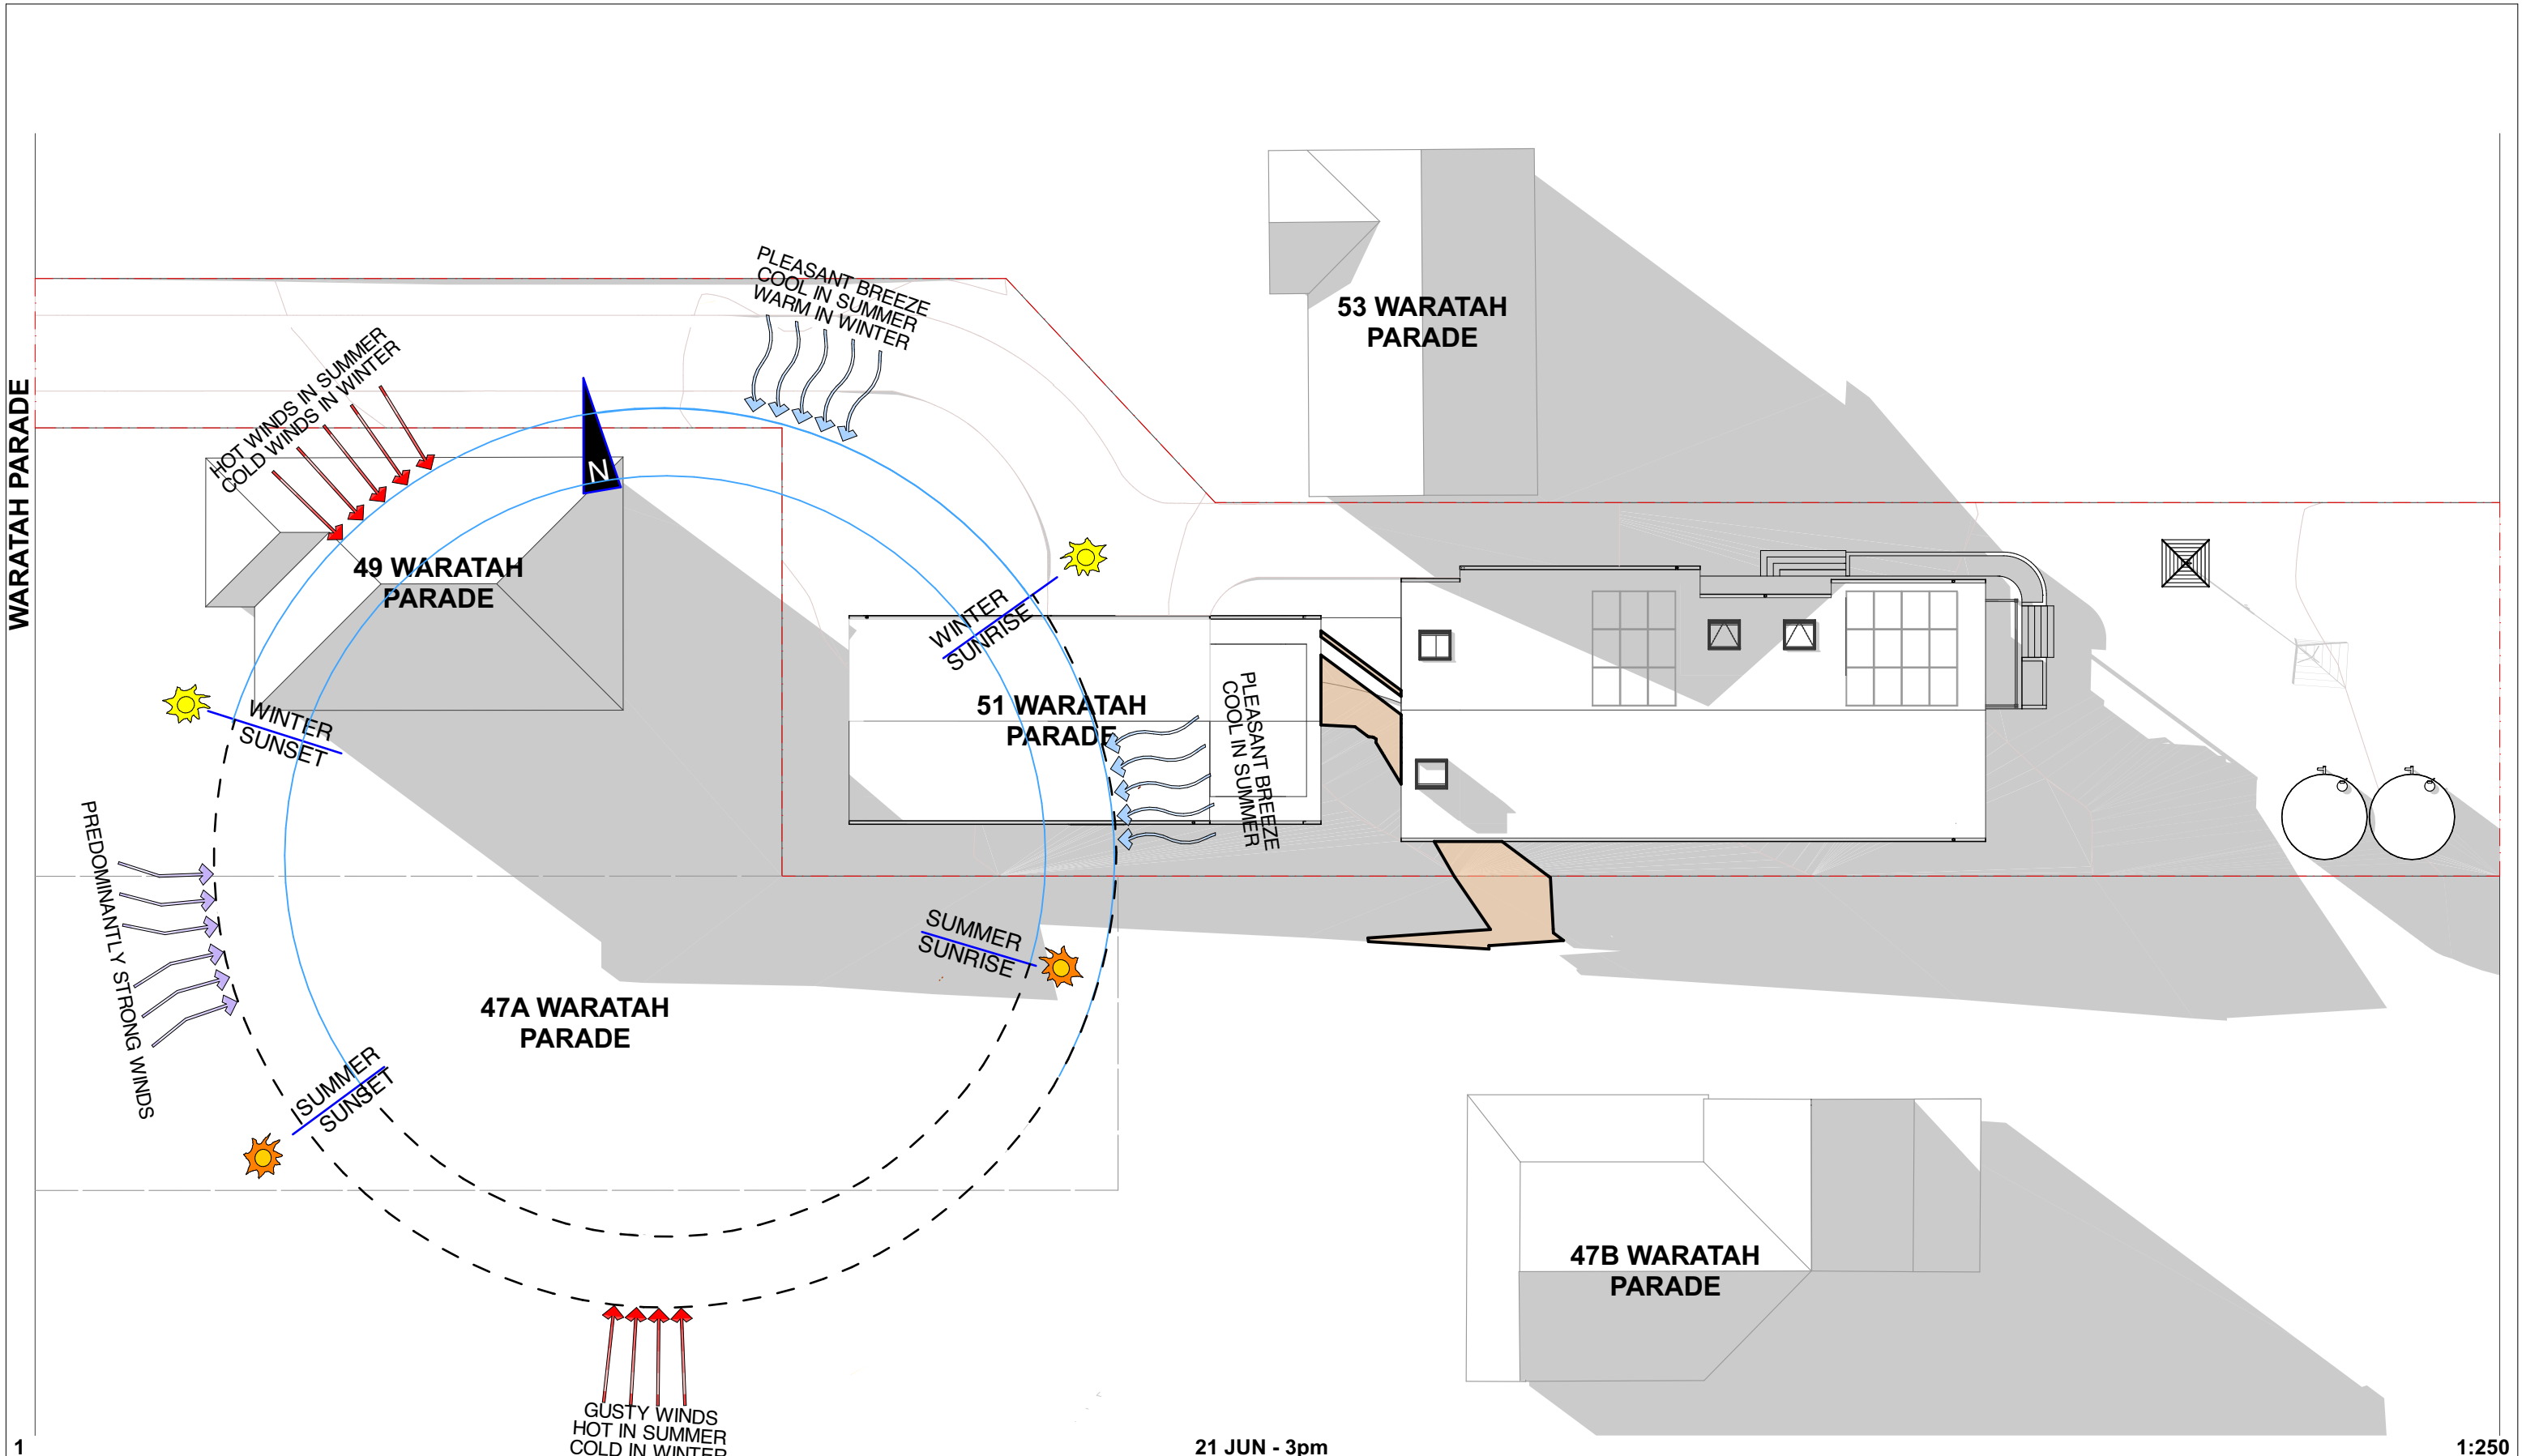 PLEASANT BREEZE
COOL IN SUMMER
WARM IN WINTER
53 WARATAH
PARADE
HOT WINDS IN SUMMER
COLD WINDS IN WINTER
WARATAH PARADE
N
49 WARATAH
PARADE
WINTER
SUNRISE
51 WARATAH
PARADE
PLEASANT BREEZE
COOL IN SUMMER
WINTER
SUNSET
PREDOMINANTLY STRONG WINDS
SUMMER
SUNRISE
47A WARATAH
PARADE
SUMMER
SUNSET
47B WARATAH
PARADE
GUSTY WINDS
HOT IN SUMMER
COLD IN WINTER
1
21 JUN - 3pm
1:250